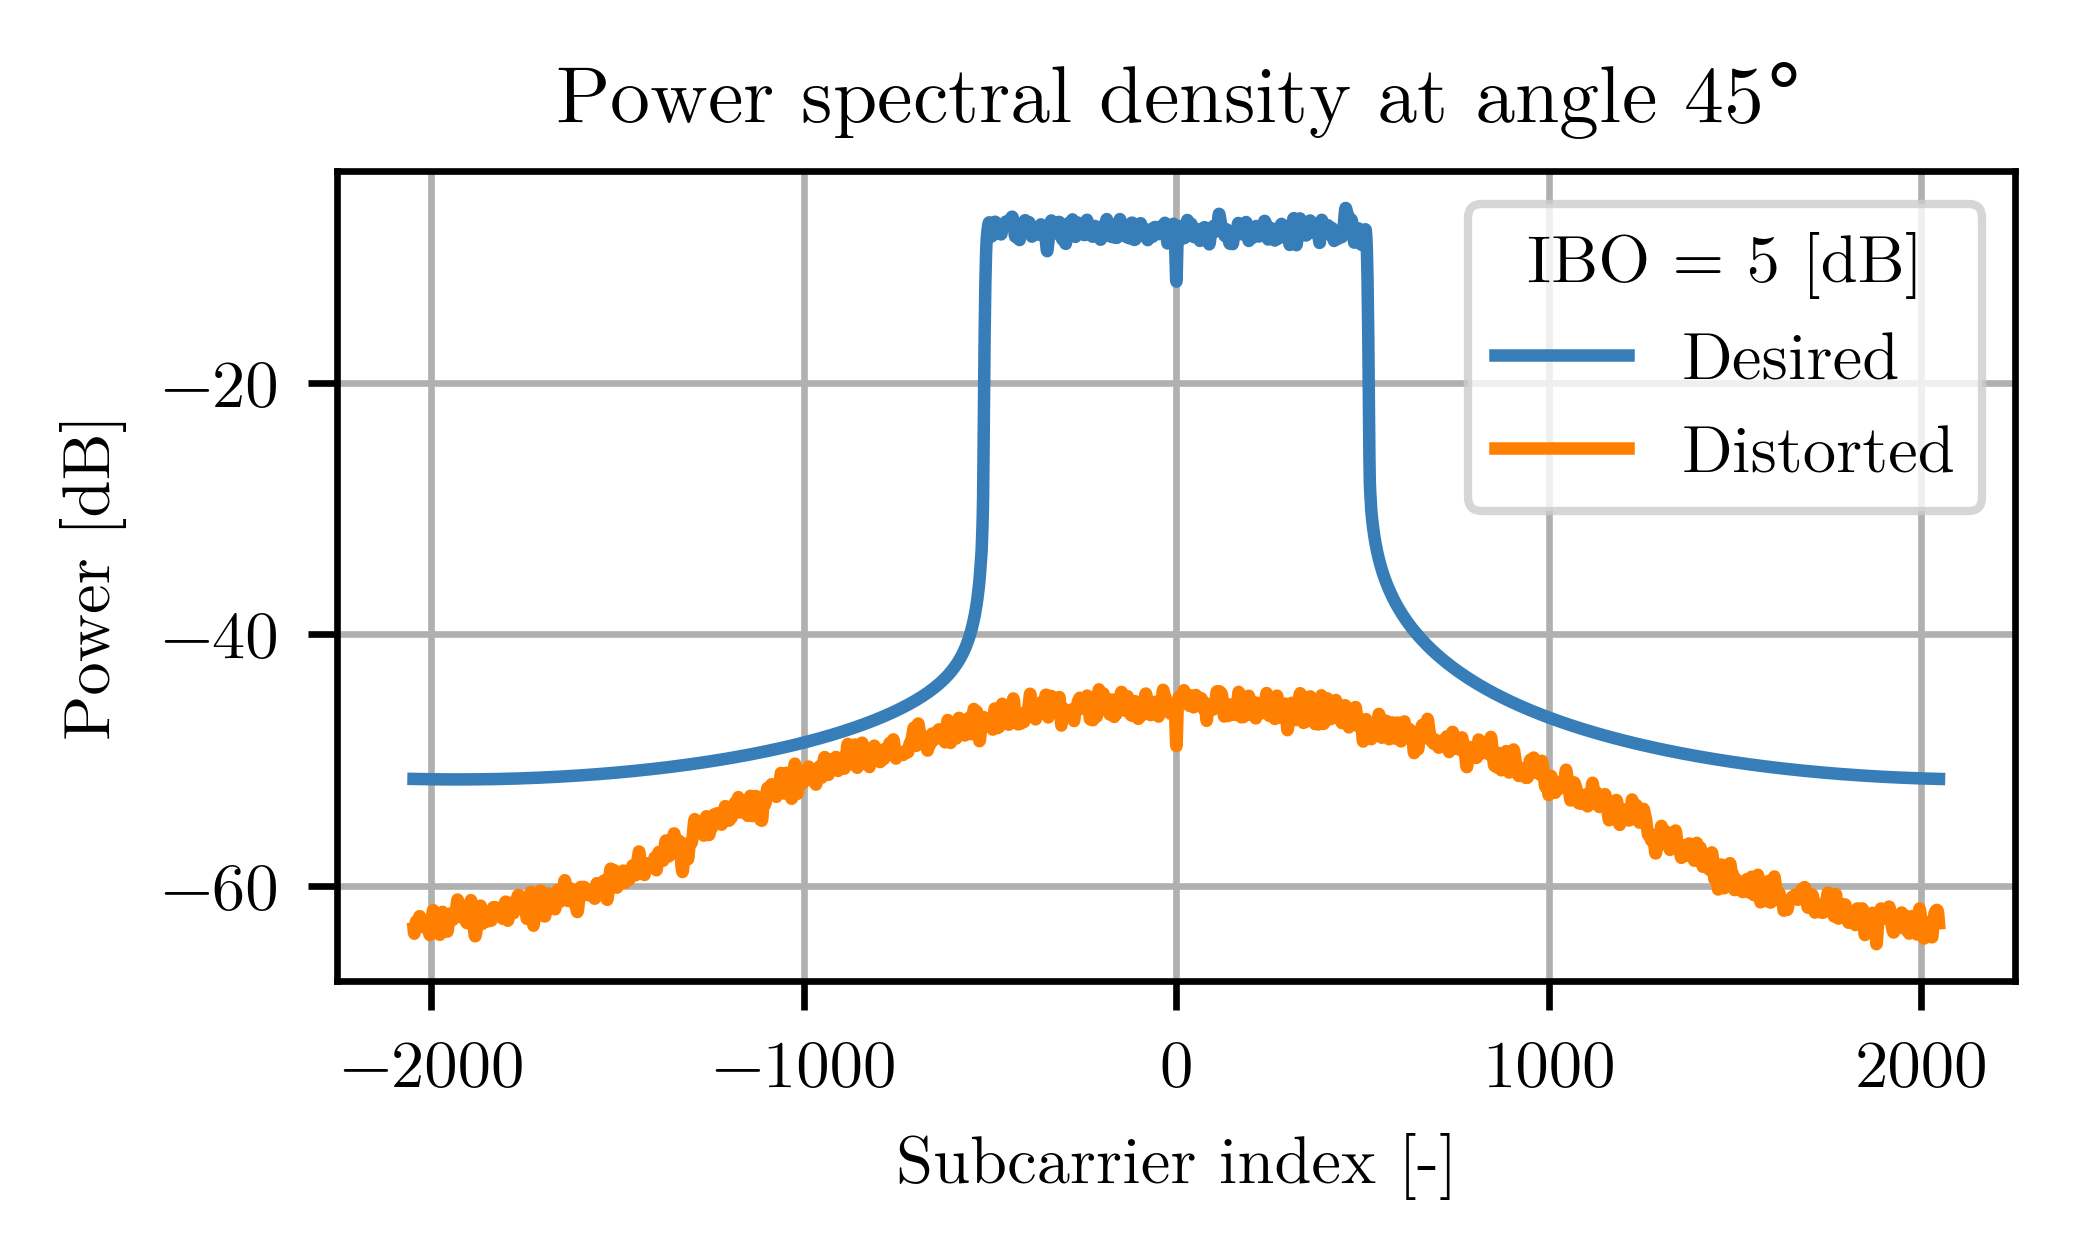 Power spectral density at angle 45°
IBO = 5 [dB]
Desired
Distorted
Power [dB]
−20
−40
−60
−2000
−1000
0
1000
2000
Subcarrier index [-]